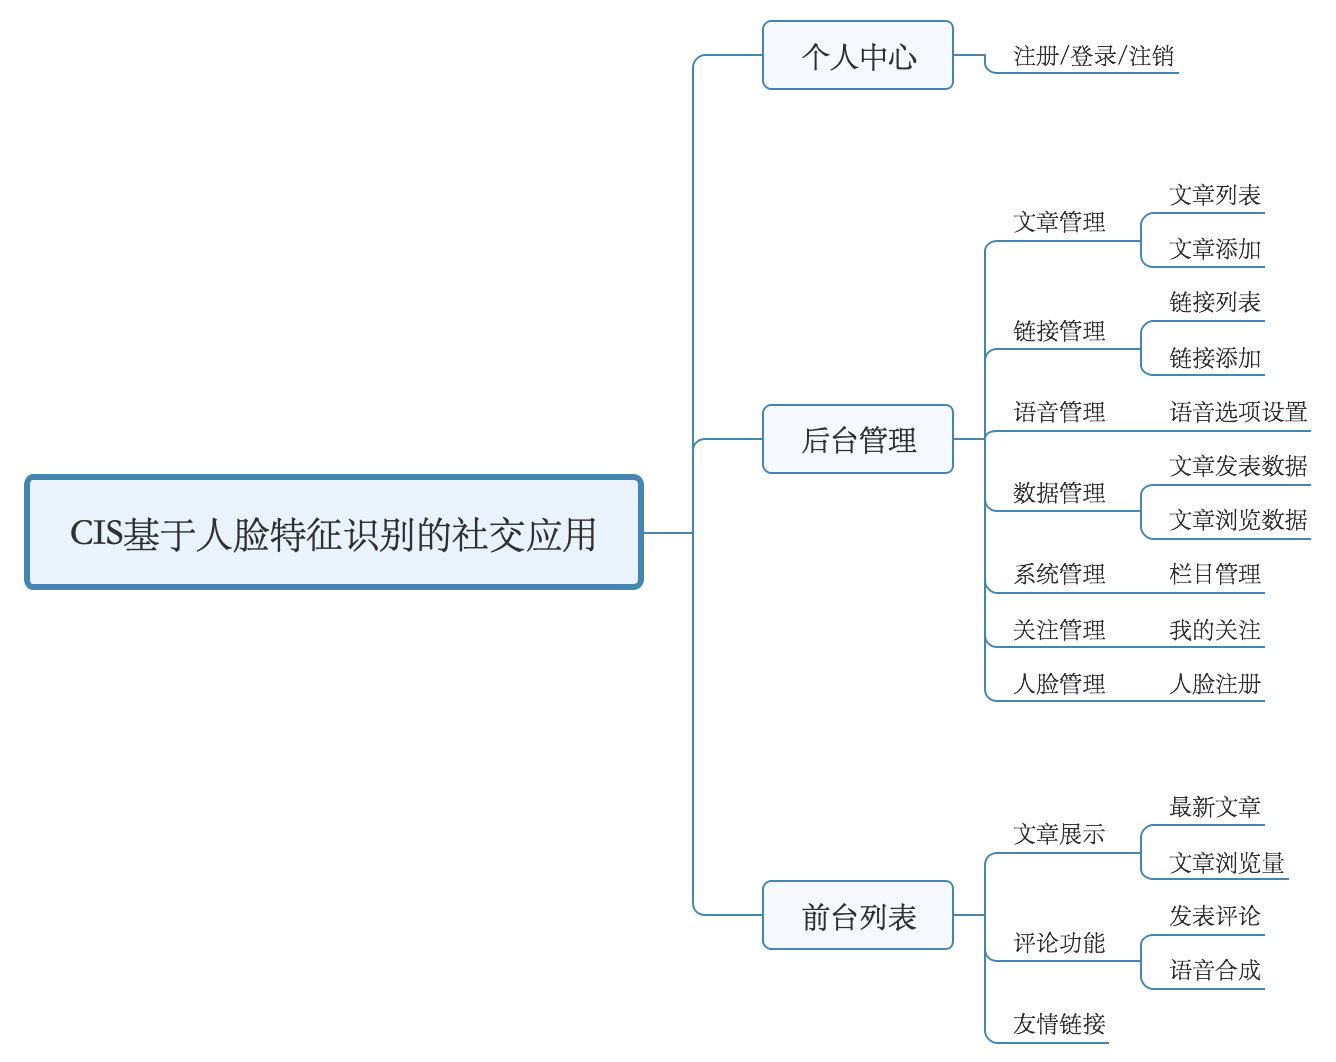 CIS基于人脸特征识别的社交应用
个人中心
注册/登录/注销
后台管理
文章管理
文章列表
文章添加
链接管理
链接列表
链接添加
语音管理
语音选项设置
数据管理
文章发表数据
文章浏览数据
系统管理
栏目管理
关注管理
我的关注
人脸管理
人脸注册
前台列表
文章展示
最新文章
文章浏览量
评论功能
发表评论
语音合成
友情链接